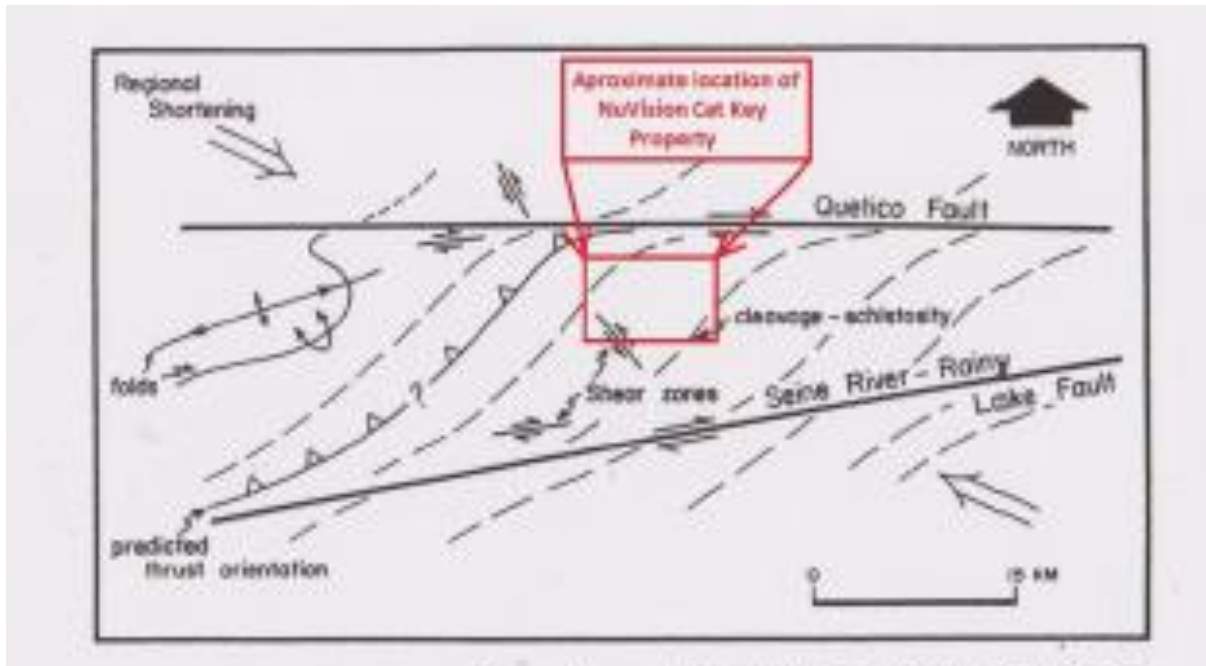 Regional
Shortening
Aproximate location of
NuVision Cat Key
Property
NORTH
Quetico Fault
cleavage-schistosity
folds
Shear zones
Seine River-Rainy
Lake Fault
?
predicted
thrust orientation
0 15 KM